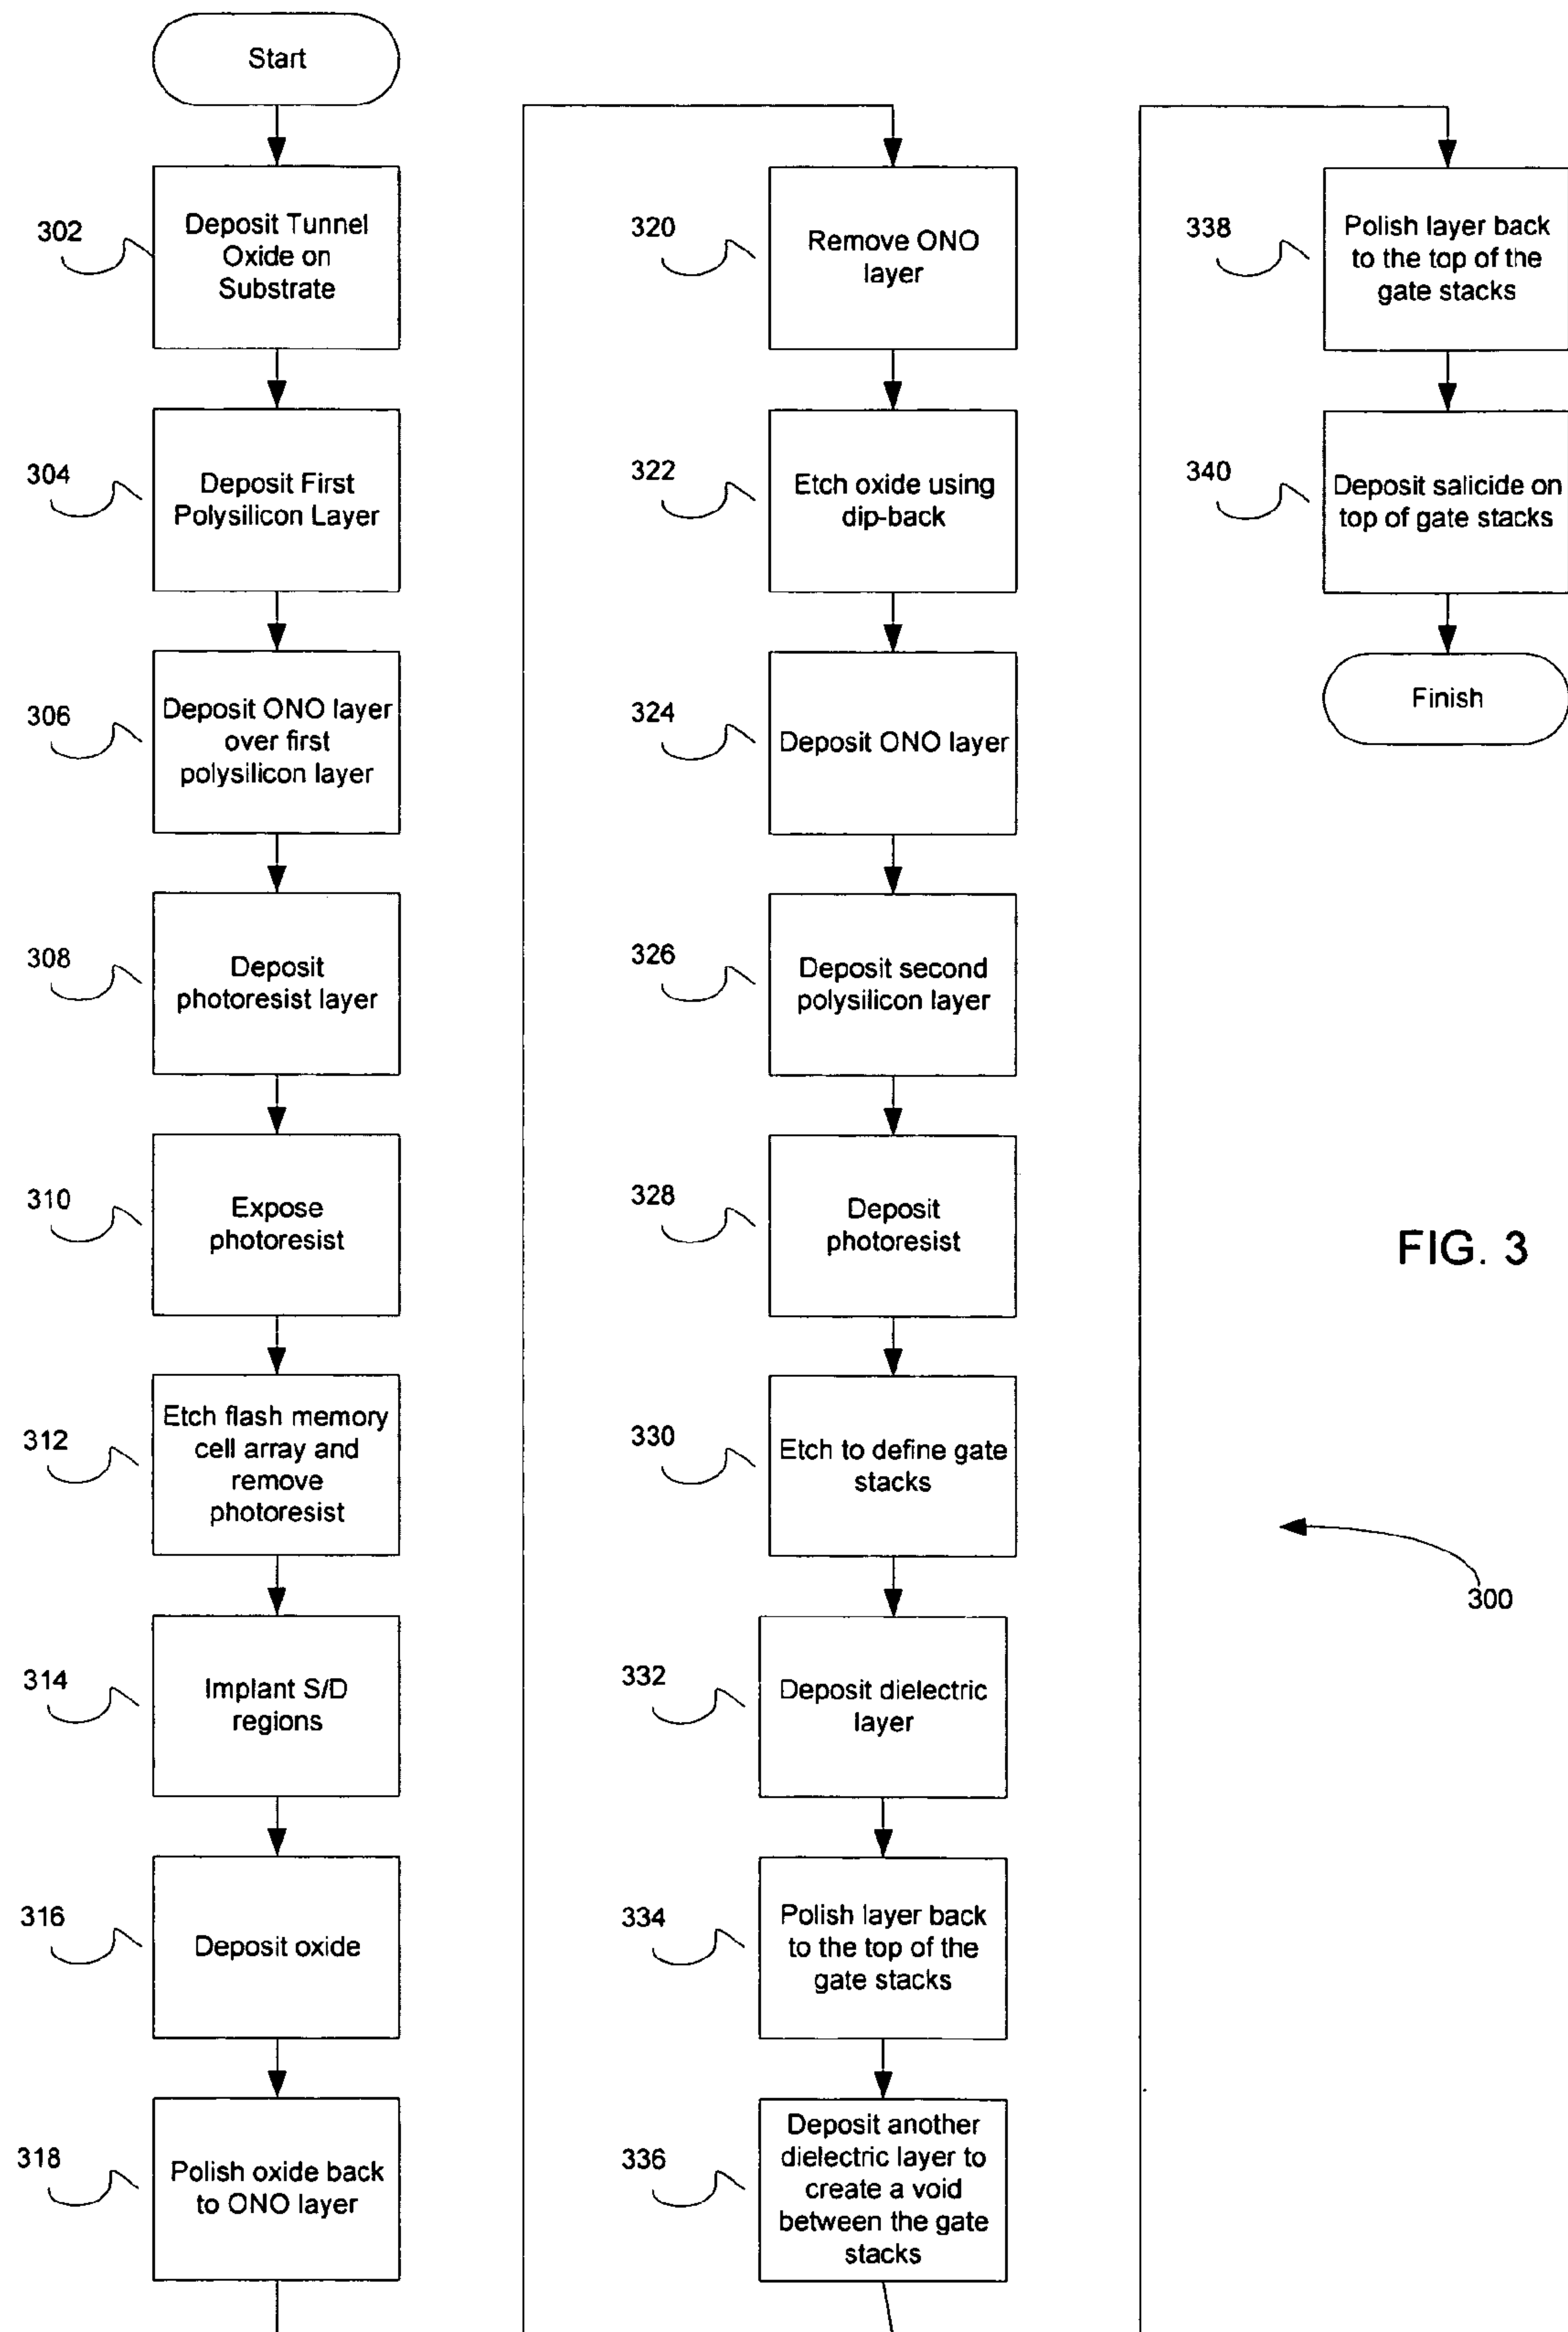 Start
302
Deposit Tunnel
Oxide on
Substrate
304
Deposit First
Polysilicon Layer
306
Deposit ONO layer
over first
polysilicon layer
308
Deposit
photoresist layer
310
Expose
photoresist
312
Etch flash memory
cell array and
remove
photoresist
314
Implant S/D
regions
316
Deposit oxide
318
Polish oxide back
to ONO layer
320
Remove ONO
layer
322
Etch oxide using
dip-back
324
Deposit ONO layer
326
Deposit second
polysilicon layer
328
Deposit
photoresist
330
Etch to define gate
stacks
332
Deposit dielectric
layer
334
Polish layer back
to the top of the
gate stacks
336
Deposit another
dielectric layer to
create a void
between the gate
stacks
338
Polish layer back
to the top of the
gate stacks
340
Deposit salicide on
top of gate stacks
Finish
FIG. 3
300